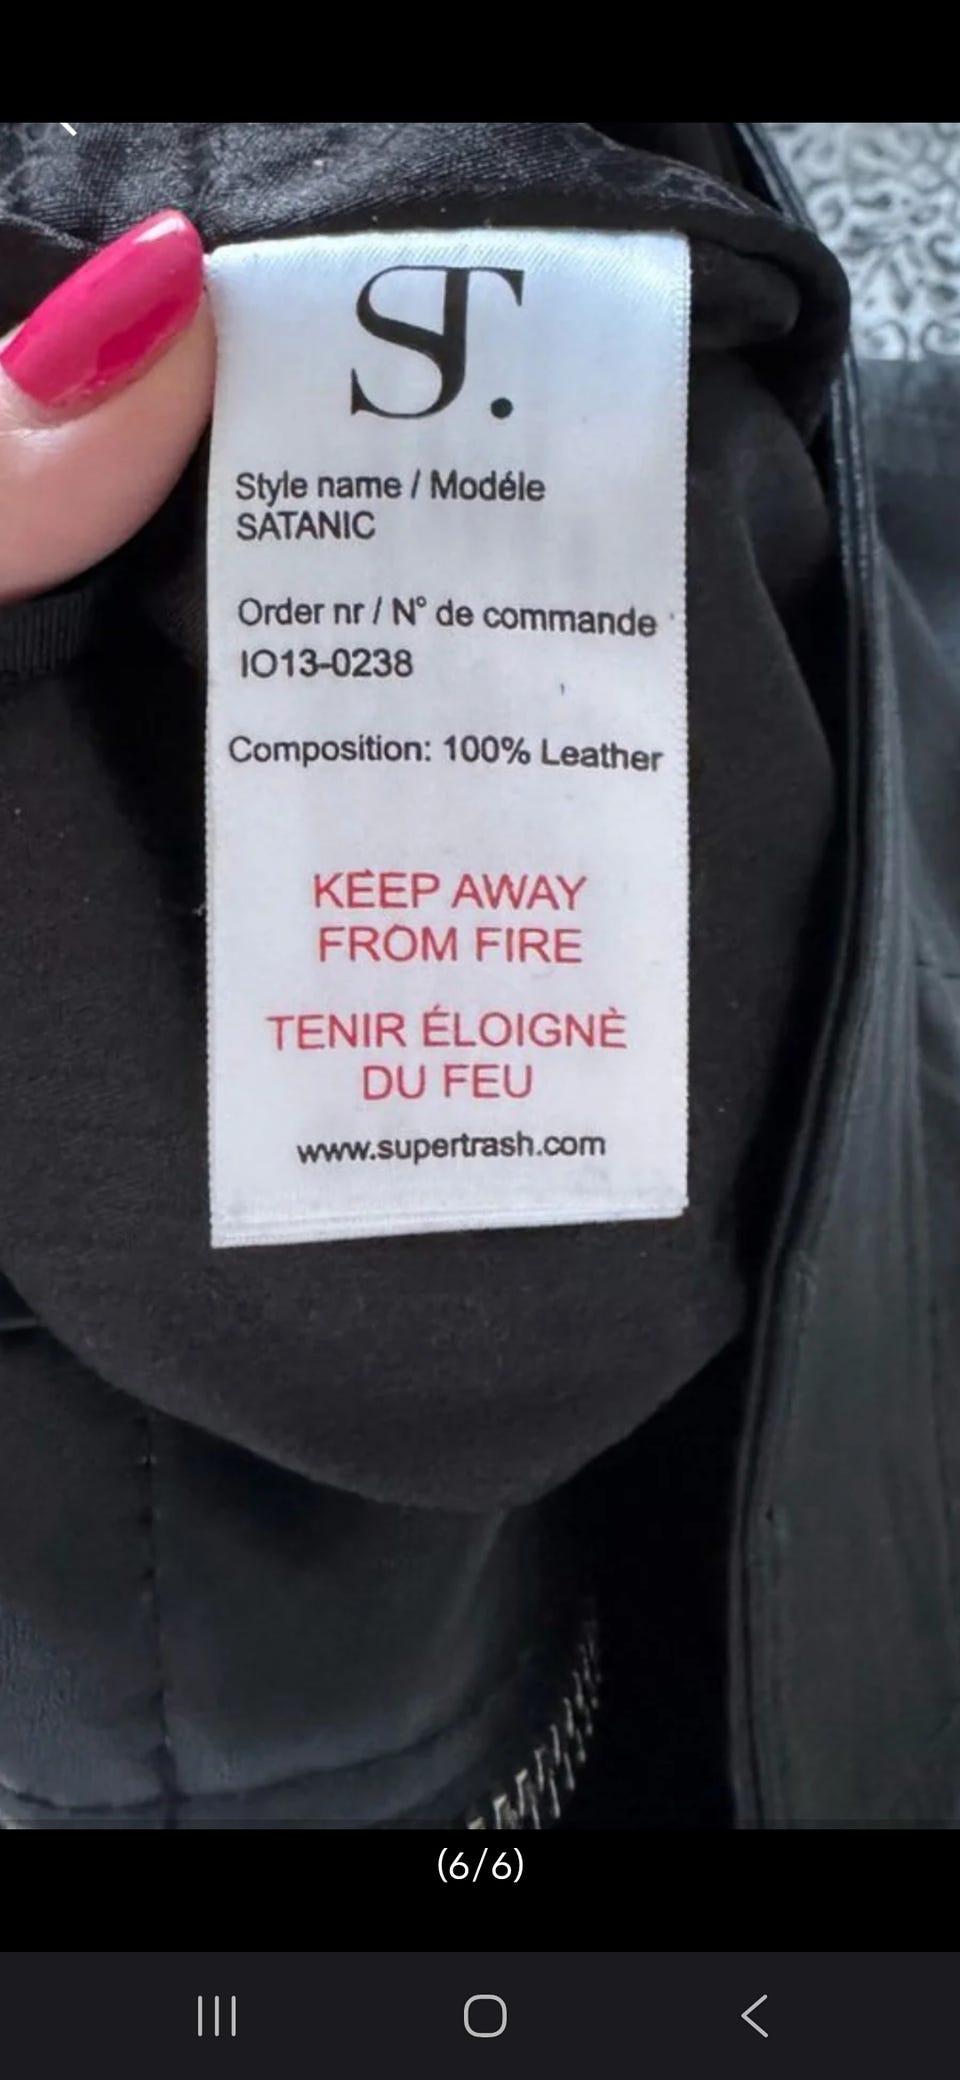 ST.
Style name / Modéle
SATANIC
Order nr / N° de commande
IO13-0238
Composition: 100% Leather
KEEP AWAY
FROM FIRE
TENIR ÉLOIGNÈ
DU FEU
www.supertrash.com
(6/6)